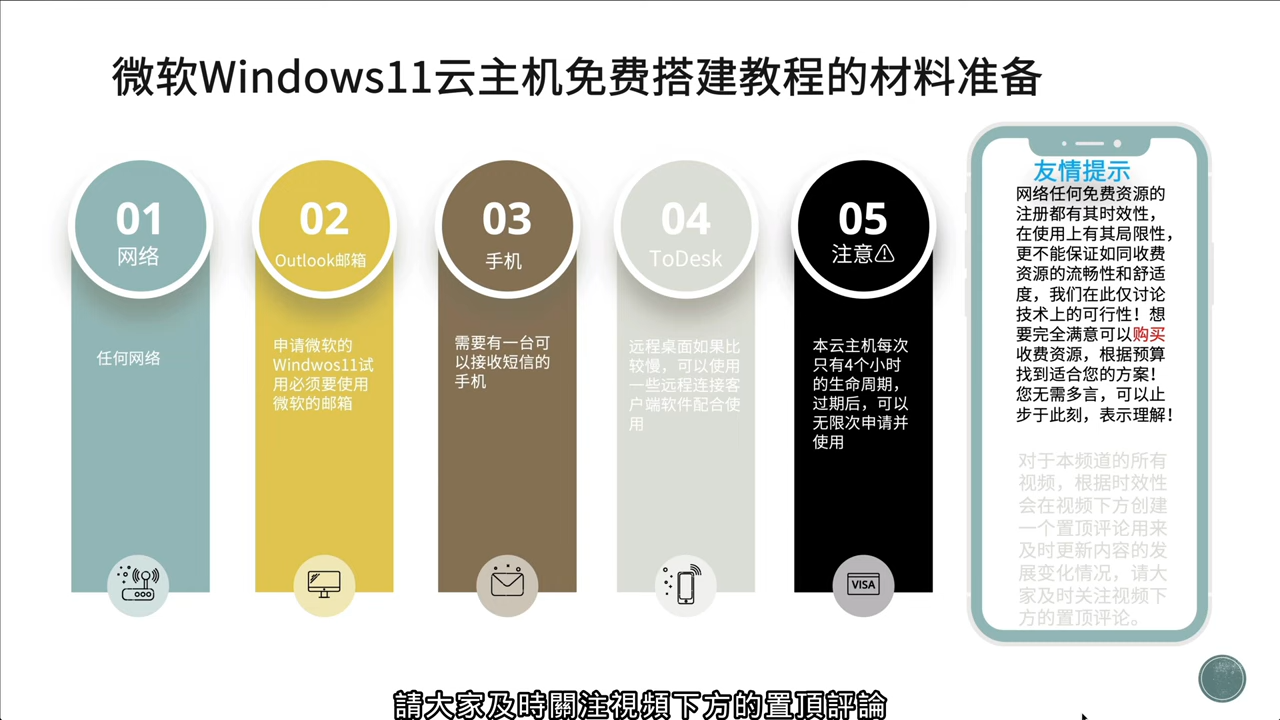 微软Windows11云主机免费搭建教程的材料准备
01
网络
任何网络
02
Outlook邮箱
申请微软的
Windwos11试
用必须要使用
微软的邮箱
03
手机
需要有一台可
以接收短信的
手机
04
ToDesk
远程桌面如果比
较慢，可以使用
一些远程连接客
户端软件配合使
用
05
注意⚠
本云主机每次
只有4个小时
的生命周期，
过期后，可以
无限次申请并
使用
VISA
友情提示
网络任何免费资源的
注册都有其时效性，
在使用上有其局限性，
更不能保证如同收费
资源的流畅性和舒适
度，我们在此仅讨论
技术上的可行性！想
要完全满意可以购买
收费资源，根据预算
找到适合您的方案！
您无需多言，可以止
步于此刻，表示理解！
对于本频道的所有
视频，根据时效性
会在视频下方创建
一个置顶评论用来
及时更新内容的发
展变化情况，请大
家及时关注视频下
方的置顶评论。
請大家及時關注視頻下方的置頂評論